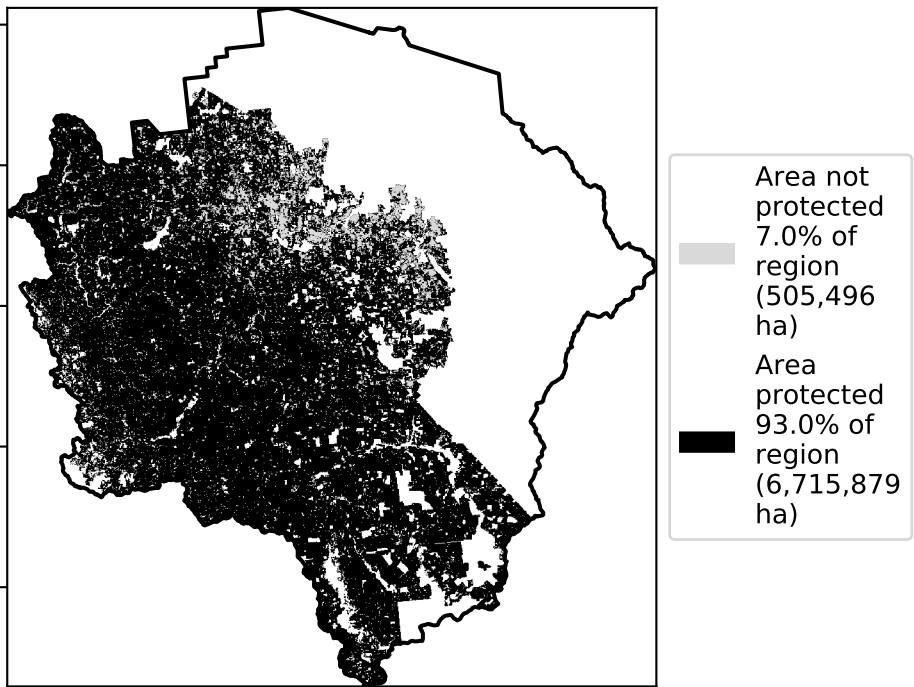 Area not
protected
7.0% of
region
(505,496
ha)
Area
protected
93.0% of
region
(6,715,879
ha)